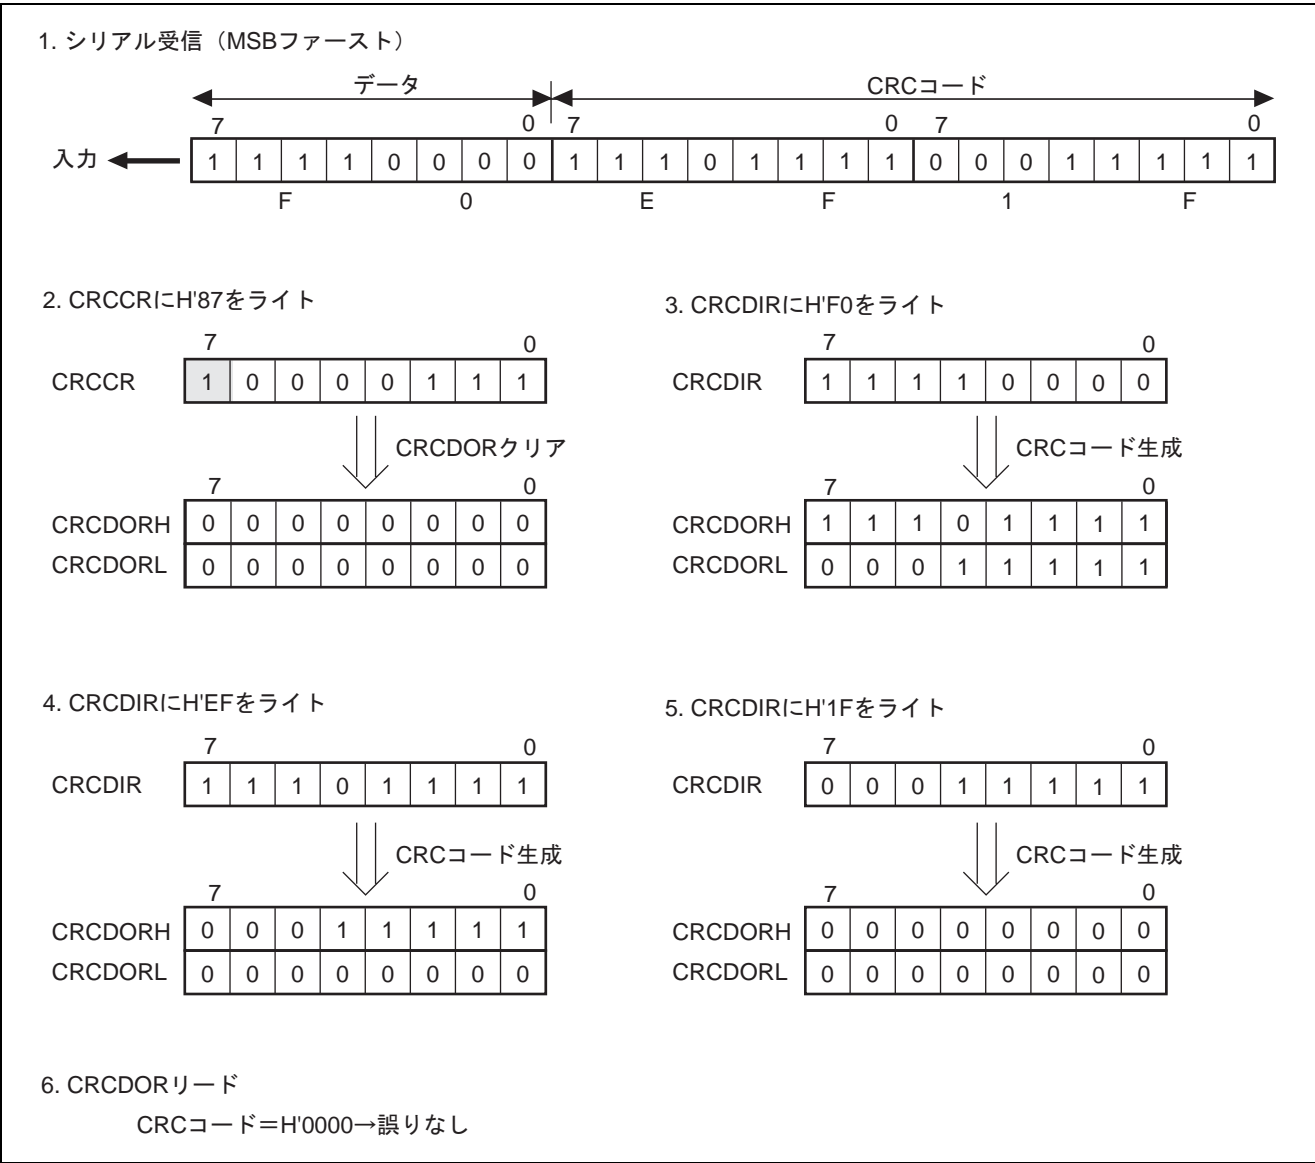 1. シリアル受信（MSBファースト）
データ CRCコード
7 0 7 0 7 0
入力 1 1 1 1 0 0 0 0 1 1 1 0 1 1 1 1 0 0 0 1 1 1 1 1
F 0 E F 1 F
2. CRCCRにH'87をライト
7 0
CRCCR 1 0 0 0 0 1 1 1
CRCDORクリア
7 0
CRCDORH 0 0 0 0 0 0 0 0
CRCDORL 0 0 0 0 0 0 0 0
3. CRCDIRにH'F0をライト
7 0
CRCDIR 1 1 1 1 0 0 0 0
CRCコード生成
7 0
CRCDORH 1 1 1 0 1 1 1 1
CRCDORL 0 0 0 1 1 1 1 1
4. CRCDIRにH'EFをライト
7 0
CRCDIR 1 1 1 0 1 1 1 1
CRCコード生成
7 0
CRCDORH 0 0 0 1 1 1 1 1
CRCDORL 0 0 0 0 0 0 0 0
5. CRCDIRにH'1Fをライト
7 0
CRCDIR 0 0 0 1 1 1 1 1
CRCコード生成
7 0
CRCDORH 0 0 0 0 0 0 0 0
CRCDORL 0 0 0 0 0 0 0 0
6. CRCDORリード
CRCコード＝H'0000→誤りなし